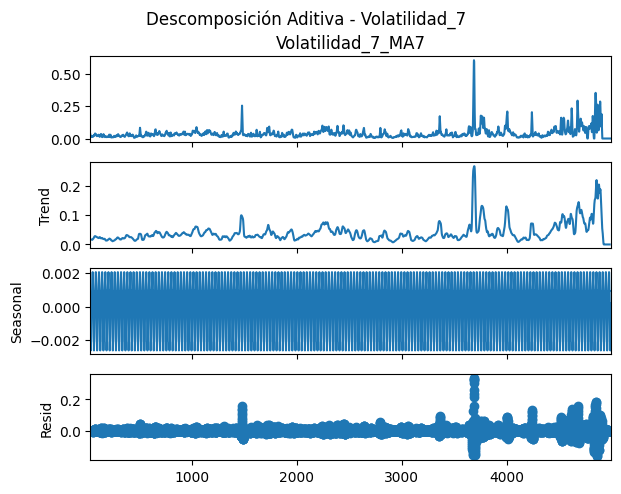 Descomposición Aditiva - Volatilidad_7
Volatilidad_7_MA7
0.50
0.25
0.00
Trend
0.2
0.1
0.0
Seasonal
0.002
0.000
−0.002
Resid
0.2
0.0
1000 2000 3000 4000